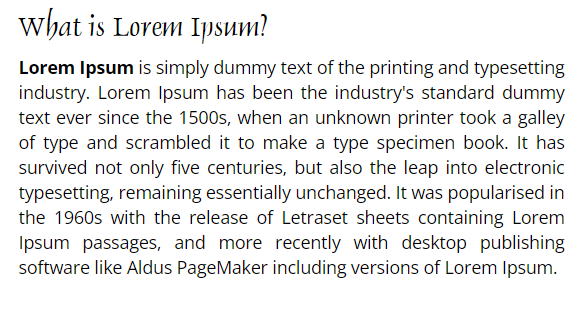 What is Lorem Ipsum?
Lorem Ipsum is simply dummy text of the printing and typesetting
industry. Lorem Ipsum has been the industry's standard dummy
text ever since the 1500s, when an unknown printer took a galley
of type and scrambled it to make a type specimen book. It has
survived not only five centuries, but also the leap into electronic
typesetting, remaining essentially unchanged. It was popularised in
the 1960s with the release of Letraset sheets containing Lorem
Ipsum passages, and more recently with desktop publishing
software like Aldus PageMaker including versions of Lorem Ipsum.